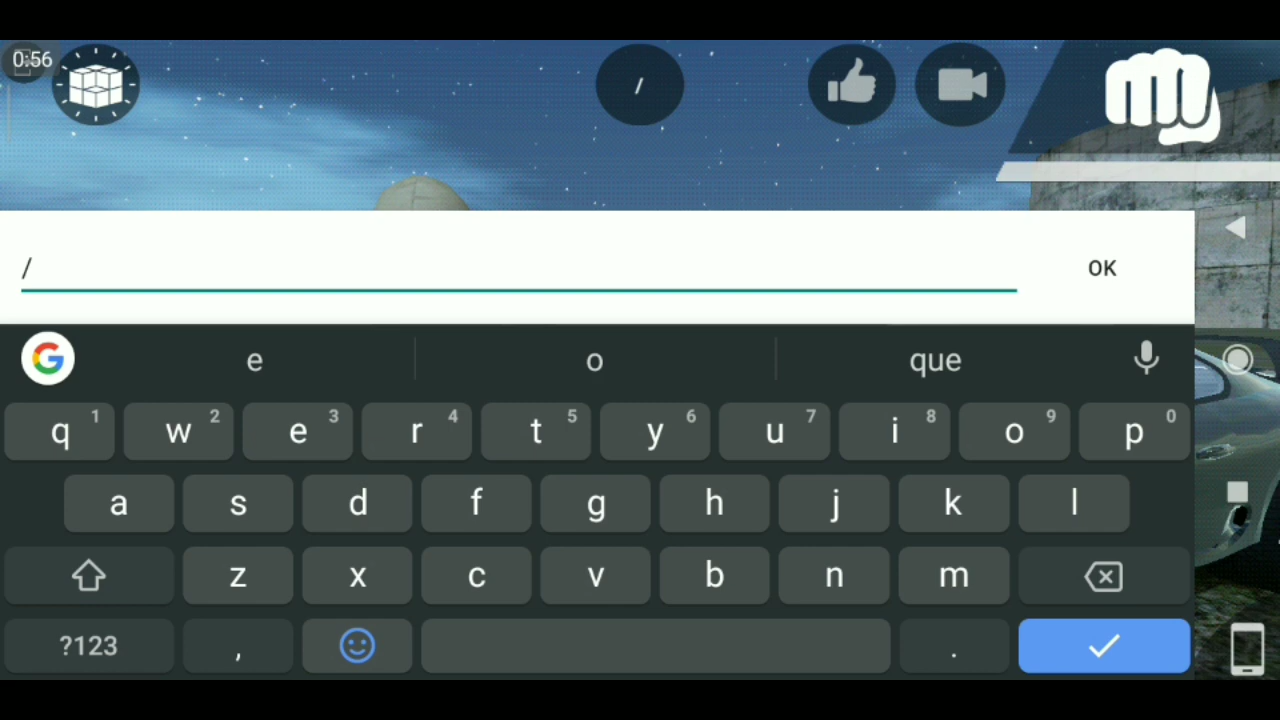 0:56
/
/
OK
e o que
q 1 w 2 e 3 r 4 t 5 y 6 u 7 i 8 o 9 p 0
a s d f g h j k l
z x c v b n m
?123 , .